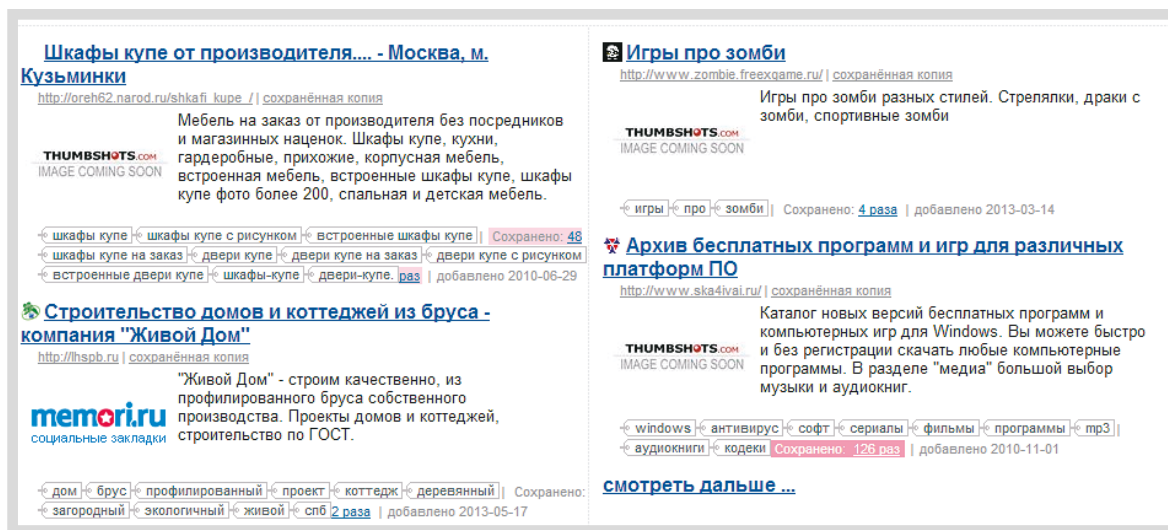 Шкафы купе от производителя.... - Москва, м.
Кузьминки
http://oreh62.narod.ru/shkafi_kupe_/ | сохранённая копия
Мебель на заказ от производителя без посредников
и магазинных наценок. Шкафы купе, кухни,
гардеробные, прихожие, корпусная мебель,
встроенная мебель, встроенные шкафы купе, шкафы
купе фото более 200, спальная и детская мебель.
THUMBSHOTS.COM
IMAGE COMING SOON
шкафы купе шкафы купе с рисунком встроенные шкафы купе | Сохранено: 48
шкафы купе на заказ двери купе двери купе на заказ двери купе с рисунком
встроенные двери купе шкафы-купе двери-купе. раз | добавлено 2010-06-29
Строительство домов и коттеджей из бруса -
компания "Живой Дом"
http://lhspb.ru | сохранённая копия
"Живой Дом" - строим качественно, из
профилированного бруса собственного
производства. Проекты домов и коттеджей,
строительство по ГОСТ.
memori.ru
социальные закладки
дом брус профилированный проект коттедж деревянный | Сохранено:
загородный экологичный живой спб 2 раза | добавлено 2013-05-17
Игры про зомби
http://www.zombie.freexgame.ru/ | сохранённая копия
Игры про зомби разных стилей. Стрелялки, драки с
зомби, спортивные зомби
THUMBSHOTS.COM
IMAGE COMING SOON
игры про зомби | Сохранено: 4 раза | добавлено 2013-03-14
Архив бесплатных программ и игр для различных
платформ ПО
http://www.ska4ivai.ru/ | сохранённая копия
Каталог новых версий бесплатных программ и
компьютерных игр для Windows. Вы можете быстро
и без регистрации скачать любые компьютерные
программы. В разделе "медиа" большой выбор
музыки и аудиокниг.
THUMBSHOTS.COM
IMAGE COMING SOON
windows антивирус софт сериалы фильмы программы mp3 |
аудиокниги кодеки Сохранено: 126 раз | добавлено 2010-11-01
смотреть дальше ...